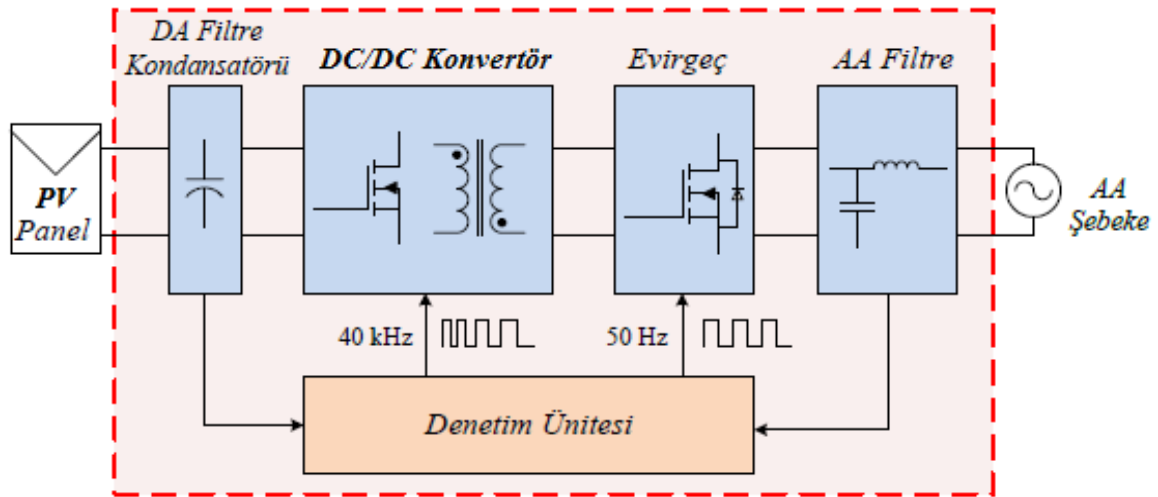 DA Filtre
Kondansatörü
DC/DC Konvertör
Evirgeç
AA Filtre
PV
Panel
AA
Şebeke
40 kHz
50 Hz
Denetim Ünitesi